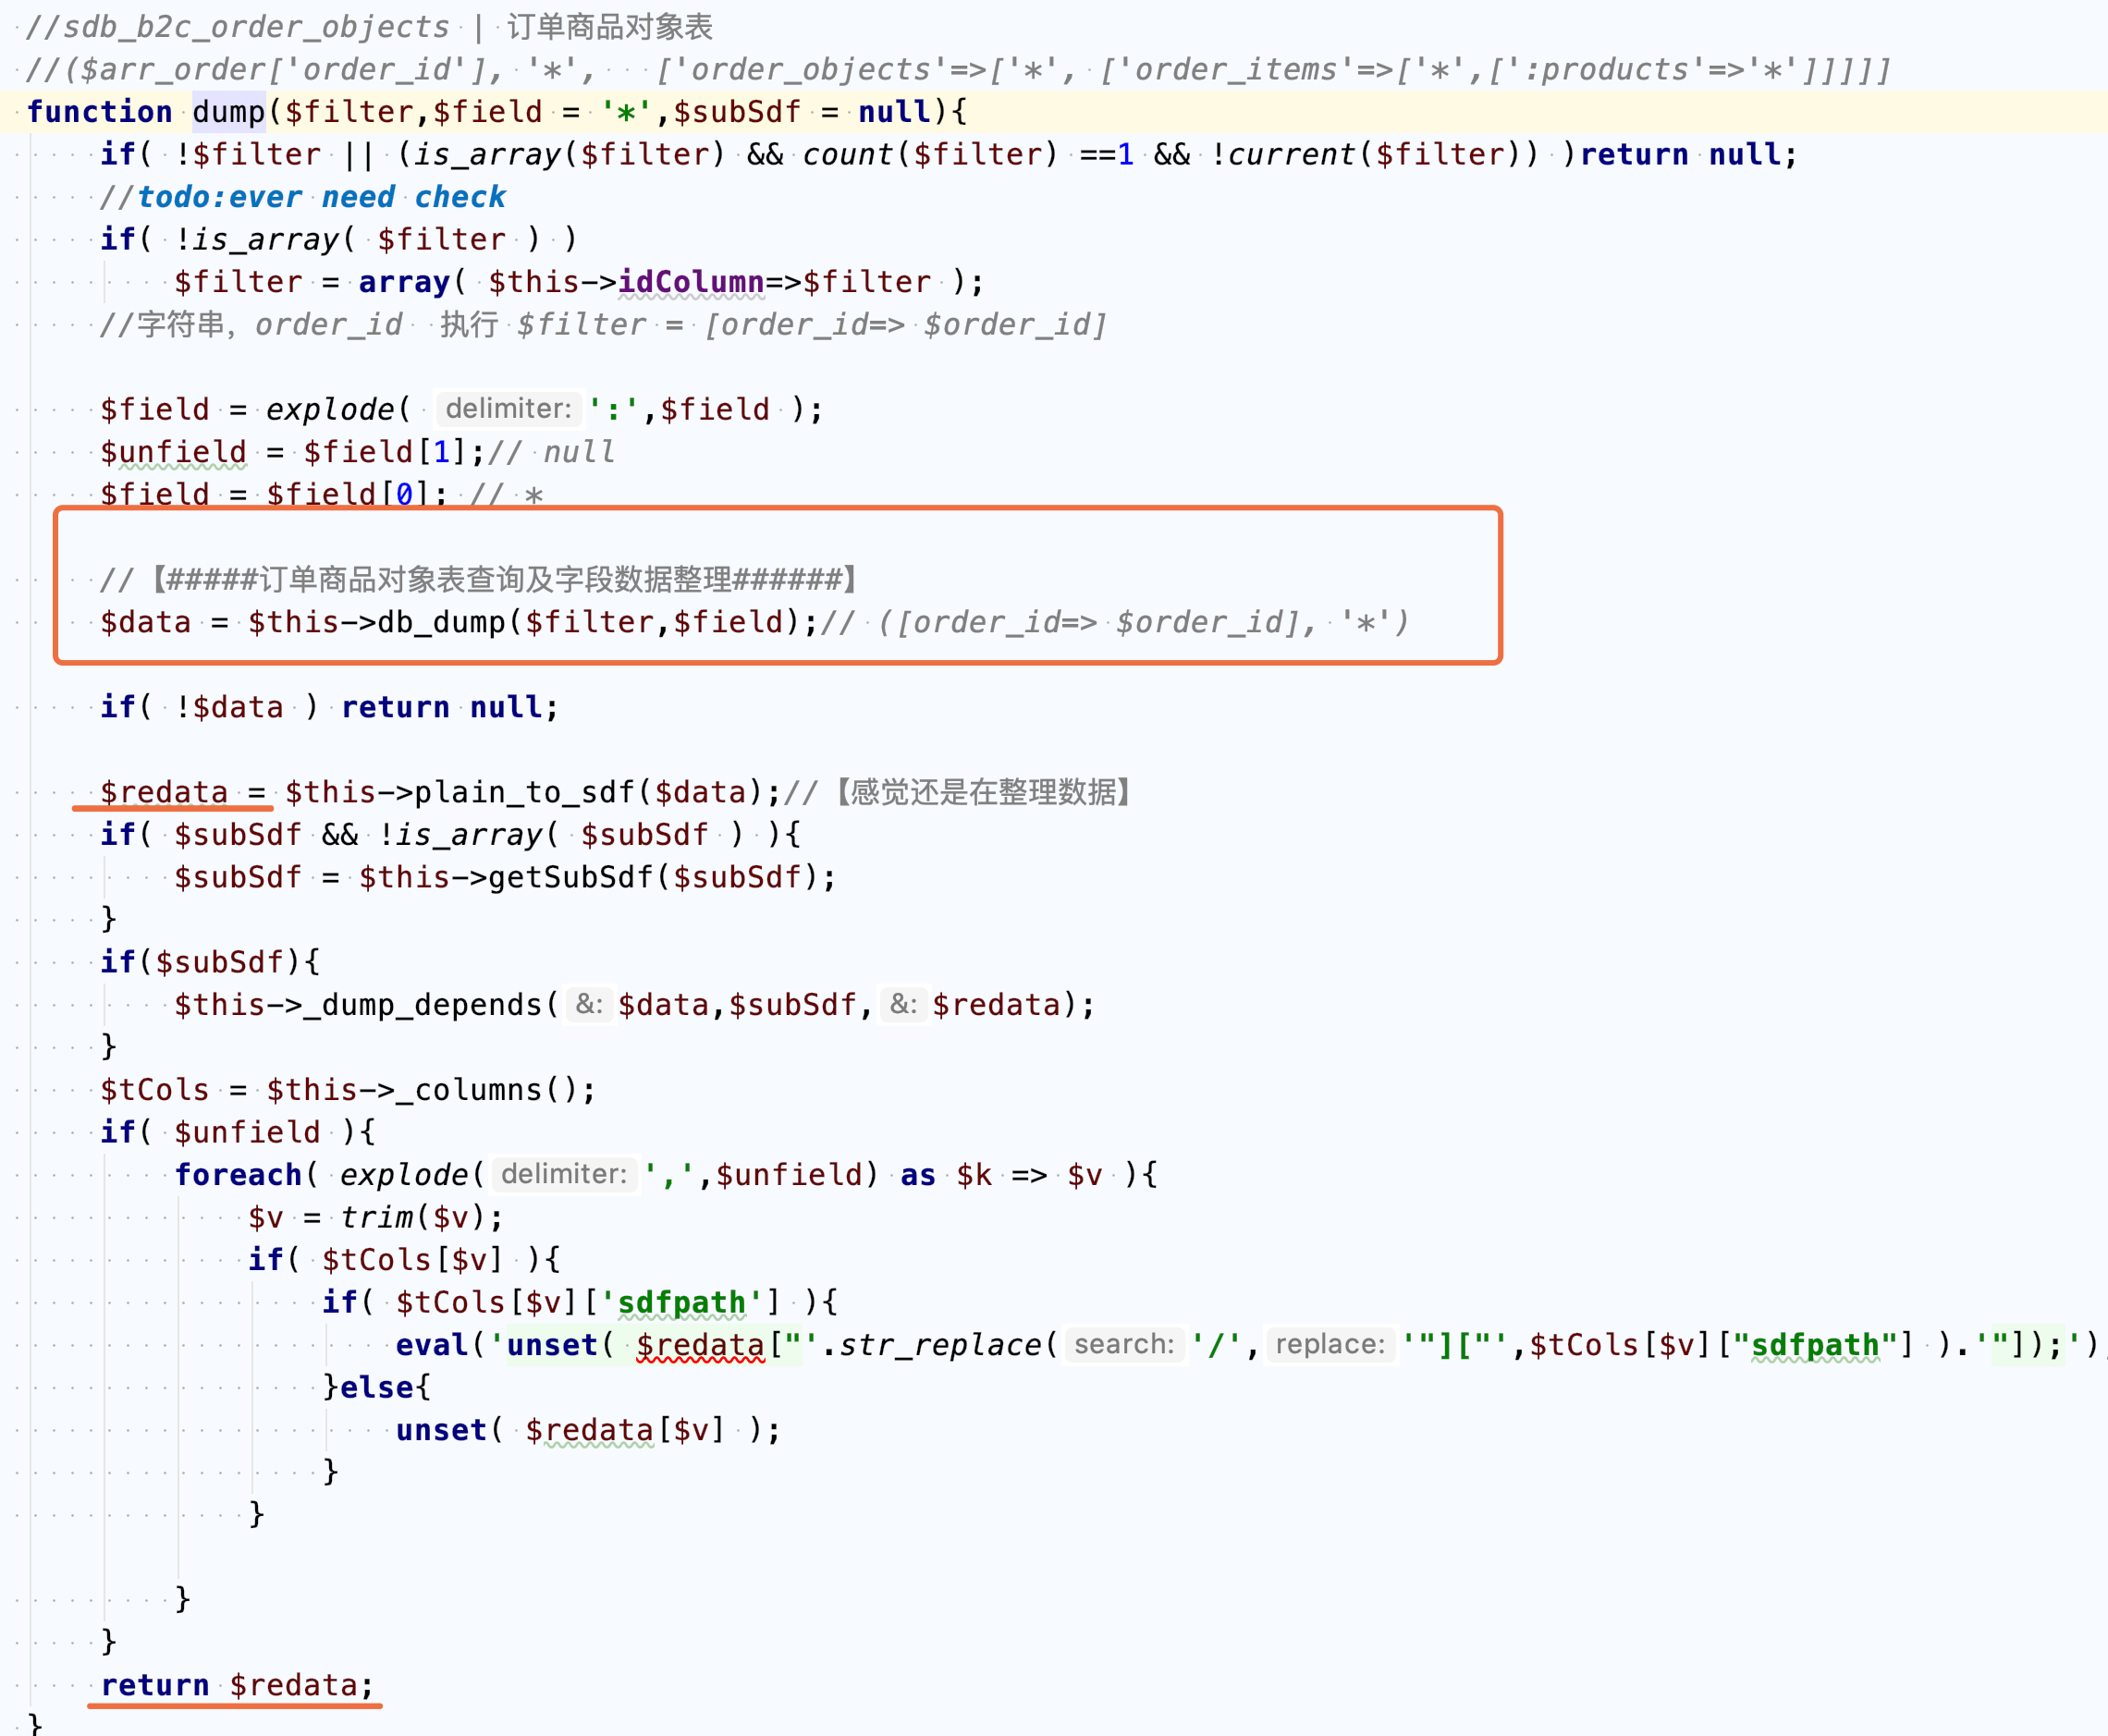 //sdb_b2c_order_objects | 订单商品对象表
//($arr_order['order_id'], '*', ['order_objects'=>['*', ['order_items'=>['*',[':products'=>'*']]]]]
function dump($filter,$field = '*',$subSdf = null){
if( !$filter || (is_array($filter) && count($filter) ==1 && !current($filter)) )return null;
//todo:ever need check
if( !is_array( $filter ) )
$filter = array( $this->idColumn=>$filter );
//字符串，order_id 执行 $filter = [order_id=> $order_id]
$field = explode( delimiter: ':',$field );
$unfield = $field[1];// null
$field = $field[0]; // *
//【#####订单商品对象表查询及字段数据整理######】
$data = $this->db_dump($filter,$field);// ([order_id=> $order_id], '*')
if( !$data ) return null;
$redata = $this->plain_to_sdf($data);//【感觉还是在整理数据】
if( $subSdf && !is_array( $subSdf ) ){
$subSdf = $this->getSubSdf($subSdf);
}
if($subSdf){
$this->_dump_depends( &: $data,$subSdf, &: $redata);
}
$tCols = $this->_columns();
if( $unfield ){
foreach( explode( delimiter: ',',$unfield) as $k => $v ){
$v = trim($v);
if( $tCols[$v] ){
if( $tCols[$v]['sdfpath'] ){
eval('unset( $redata["'.str_replace( search: '/', replace: '"]["',$tCols[$v]["sdfpath"] ).'"]);')
}else{
unset( $redata[$v] );
}
}
}
}
return $redata;
}